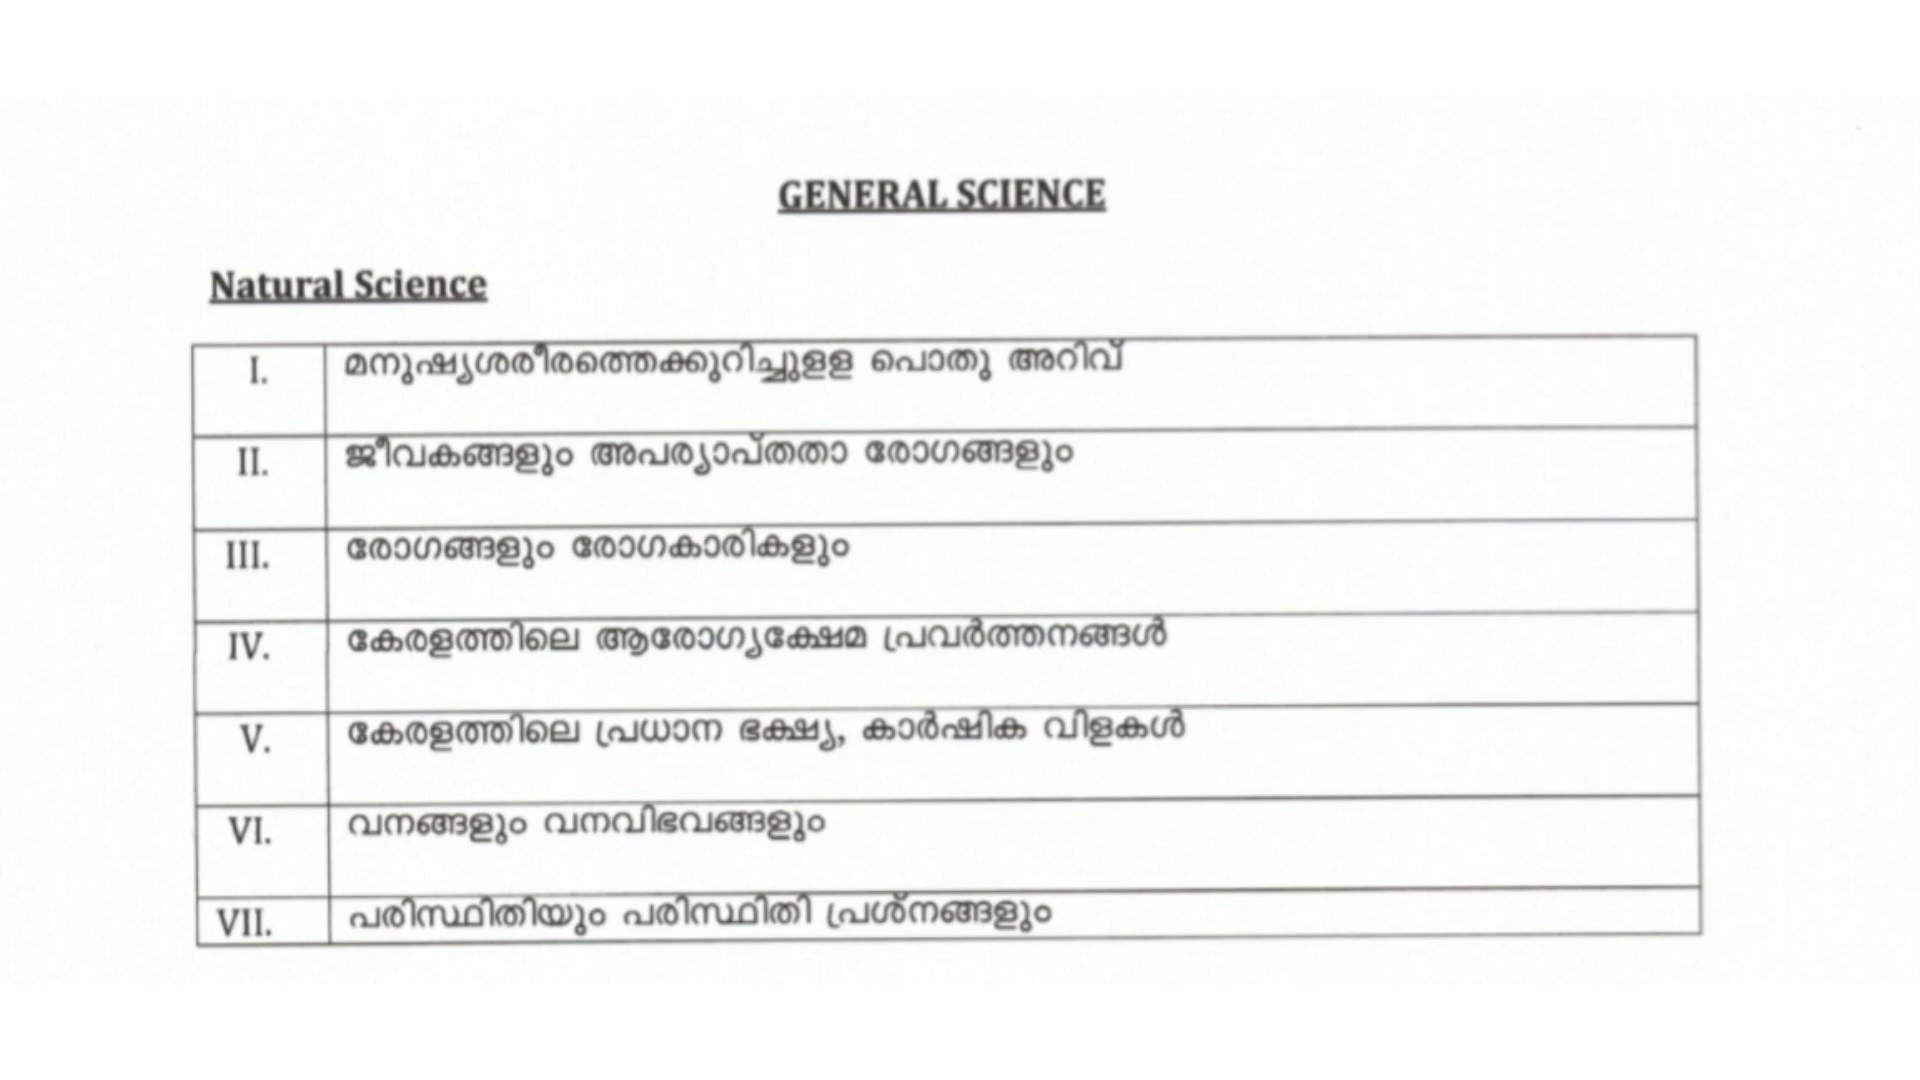 GENERAL SCIENCE
Natural Science
I. മനുഷ്യശരീരത്തെക്കുറിച്ചുളള പൊതു അറിവ്
II. ജീവകങ്ങളും അപര്യാപ്തതാ രോഗങ്ങളും
III. രോഗങ്ങളും രോഗകാരികളും
IV. കേരളത്തിലെ ആരോഗ്യക്ഷേമ പ്രവർത്തനങ്ങൾ
V. കേരളത്തിലെ പ്രധാന ഭക്ഷ്യ, കാർഷിക വിളകൾ
VI. വനങ്ങളും വനവിഭവങ്ങളും
VII. പരിസ്ഥിതിയും പരിസ്ഥിതി പ്രശ്നങ്ങളും